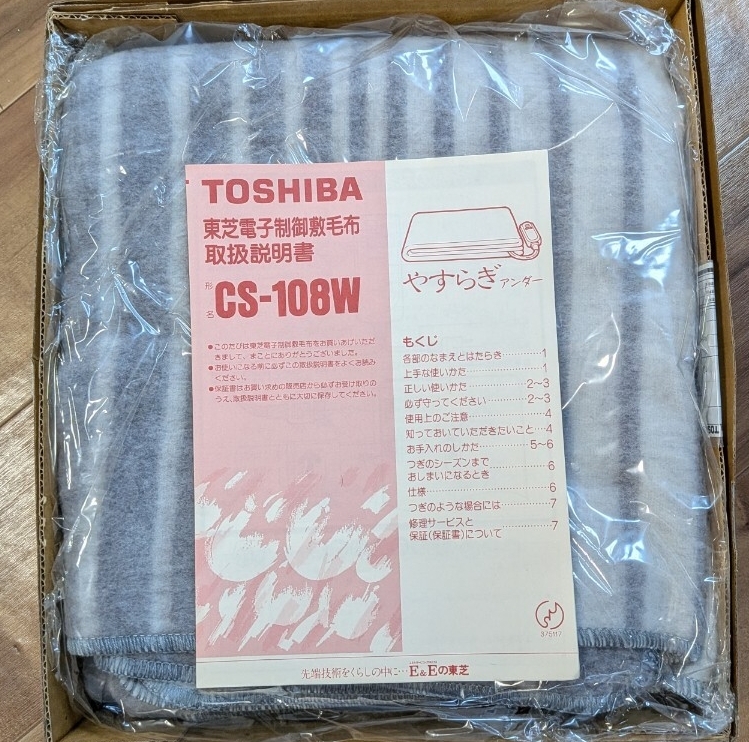 TOSHIBA
東芝電子制御敷毛布
取扱説明書
形名 CS-108W
●このたびは東芝電子制御敷毛布をお買いあげいただ
きまして、まことにありがとうございました。
●お使いになる前に必ずこの取扱説明書をよくお読み
ください。
●保証書はお買い求めの販売店から必ずお受け取りの
うえ、取扱説明書とともに大切に保存してください。
やすらぎアンダー
もくじ
各部のなまえとはたらき…………1
上手な使いかた…………1
正しい使いかた…………2~3
必ず守ってください…………2~3
使用上のご注意…………4
知っておいていただきたいこと…4
お手入れのしかた…………5~6
つぎのシーズンまで
おしまいになるとき…………6
仕様…………6
つぎのような場合には…………7
修理サービスと
保証(保証書)について…………7
375117
先端技術をくらしの中に…E&Eの東芝